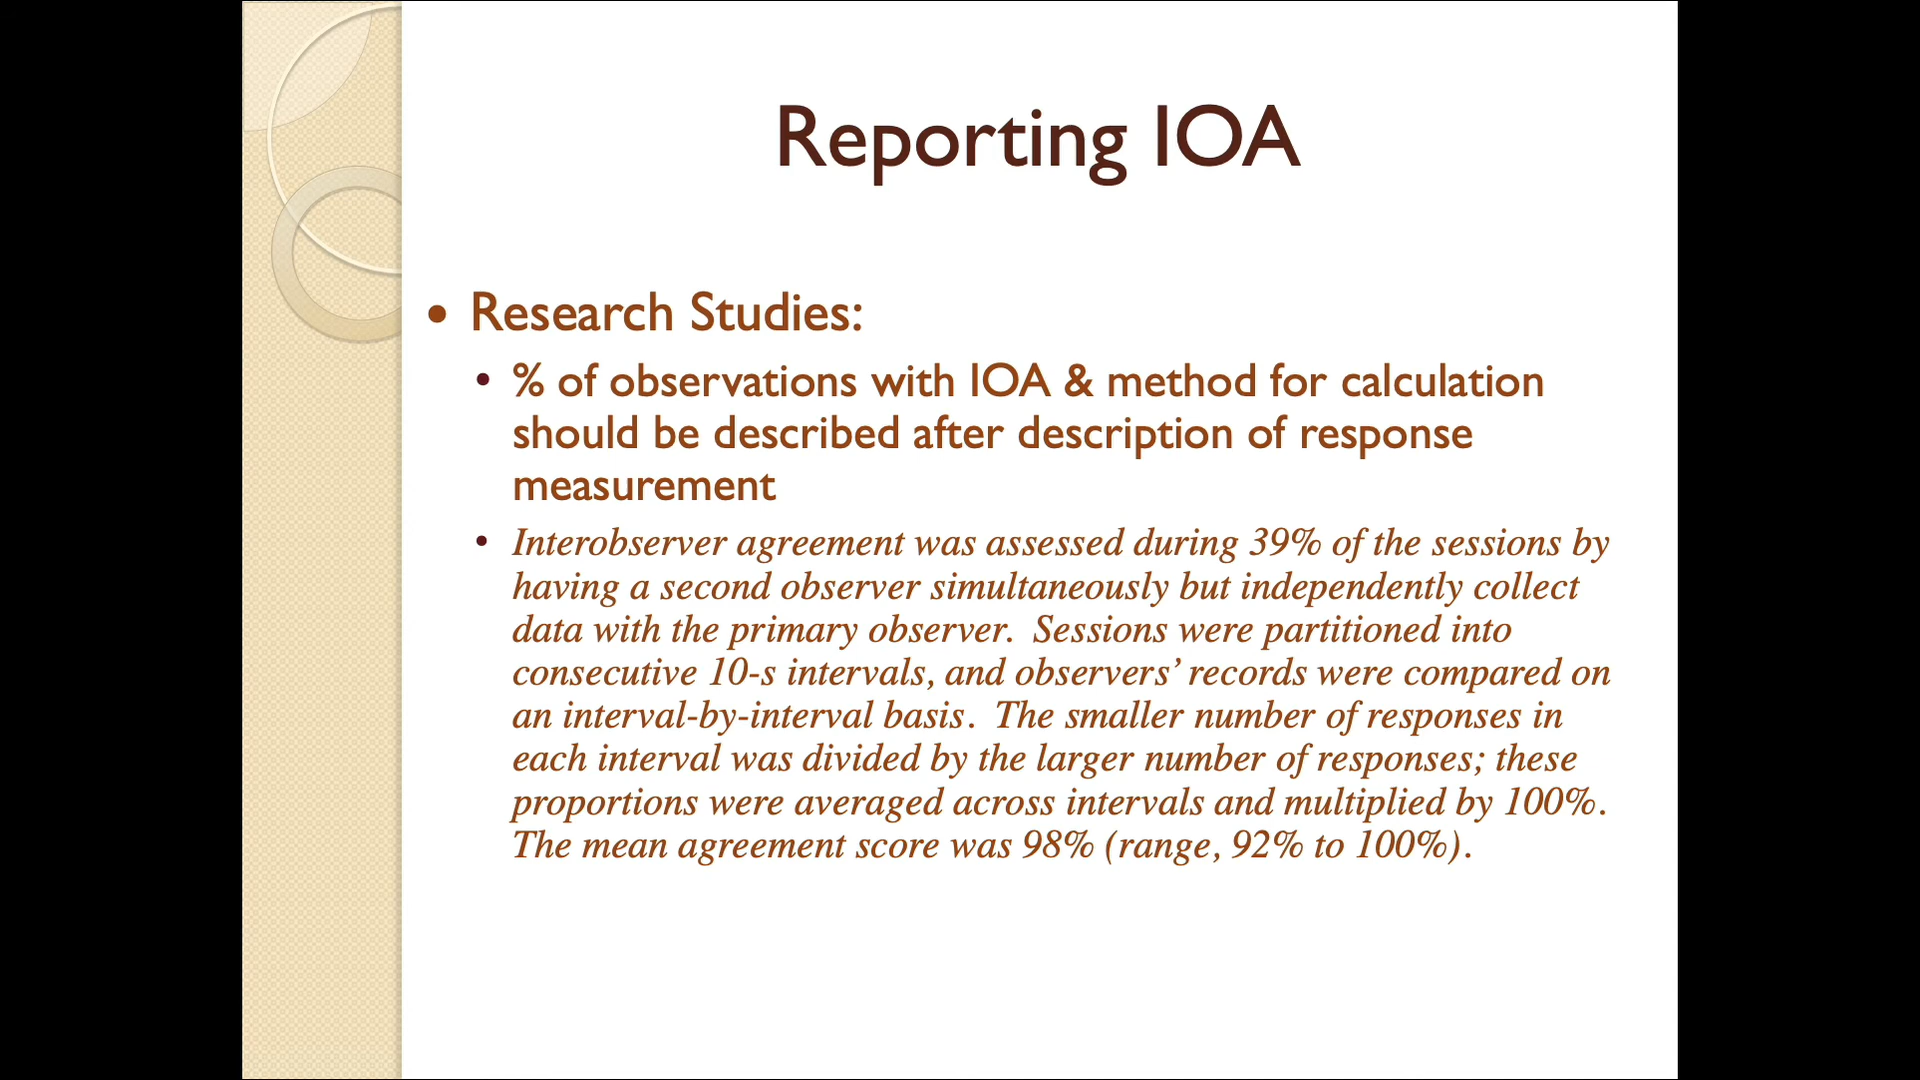 Reporting IOA
• Research Studies:
• % of observations with IOA & method for calculation
should be described after description of response
measurement
• Interobserver agreement was assessed during 39% of the sessions by
having a second observer simultaneously but independently collect
data with the primary observer.  Sessions were partitioned into
consecutive 10-s intervals, and observers’ records were compared on
an interval-by-interval basis.  The smaller number of responses in
each interval was divided by the larger number of responses; these
proportions were averaged across intervals and multiplied by 100%.
The mean agreement score was 98% (range, 92% to 100%).